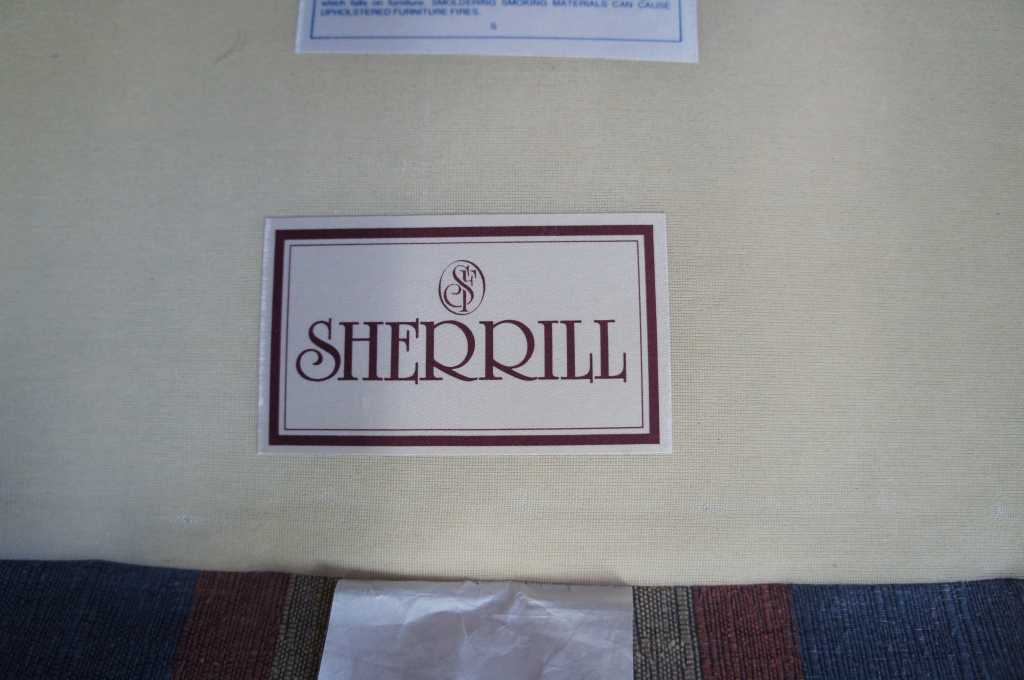 which falls on furniture. SMOLDERING SMOKING MATERIALS CAN CAUSE
UPHOLSTERED FURNITURE FIRES.
S
SF
SHERRILL